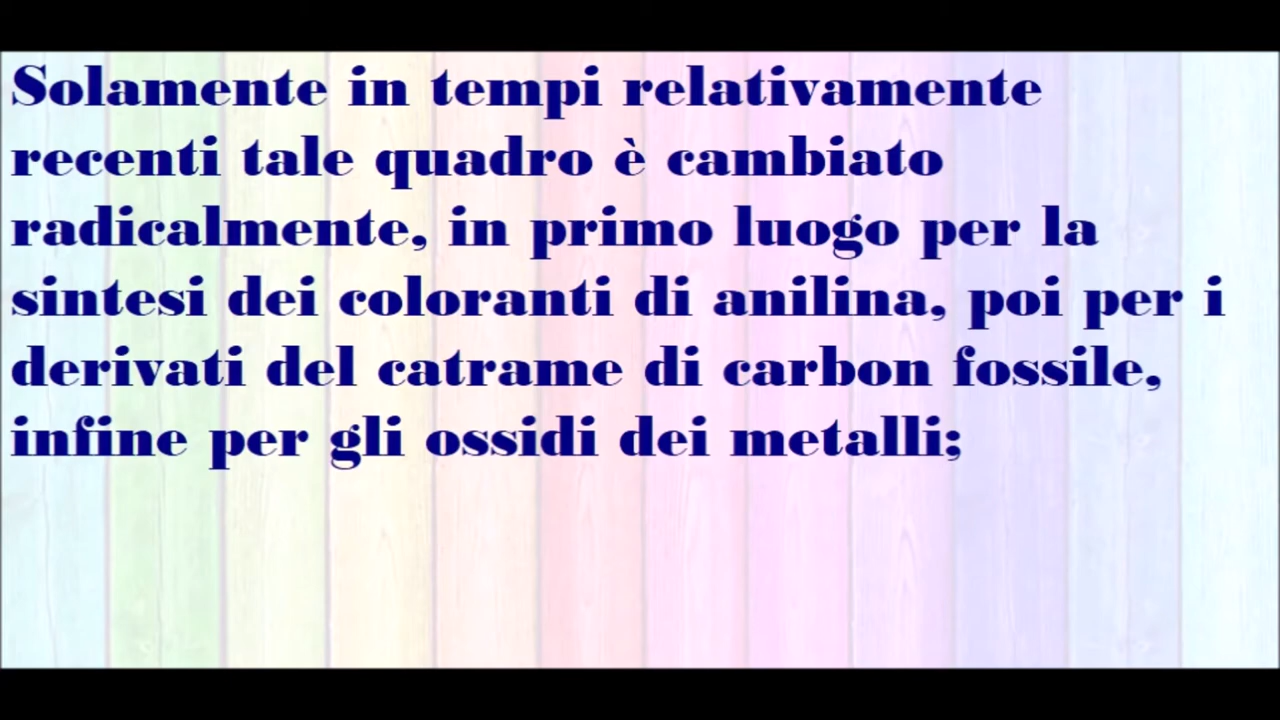 Solamente in tempi relativamente
recenti tale quadro è cambiato
radicalmente, in primo luogo per la
sintesi dei coloranti di anilina, poi per i
derivati del catrame di carbon fossile,
infine per gli ossidi dei metalli;